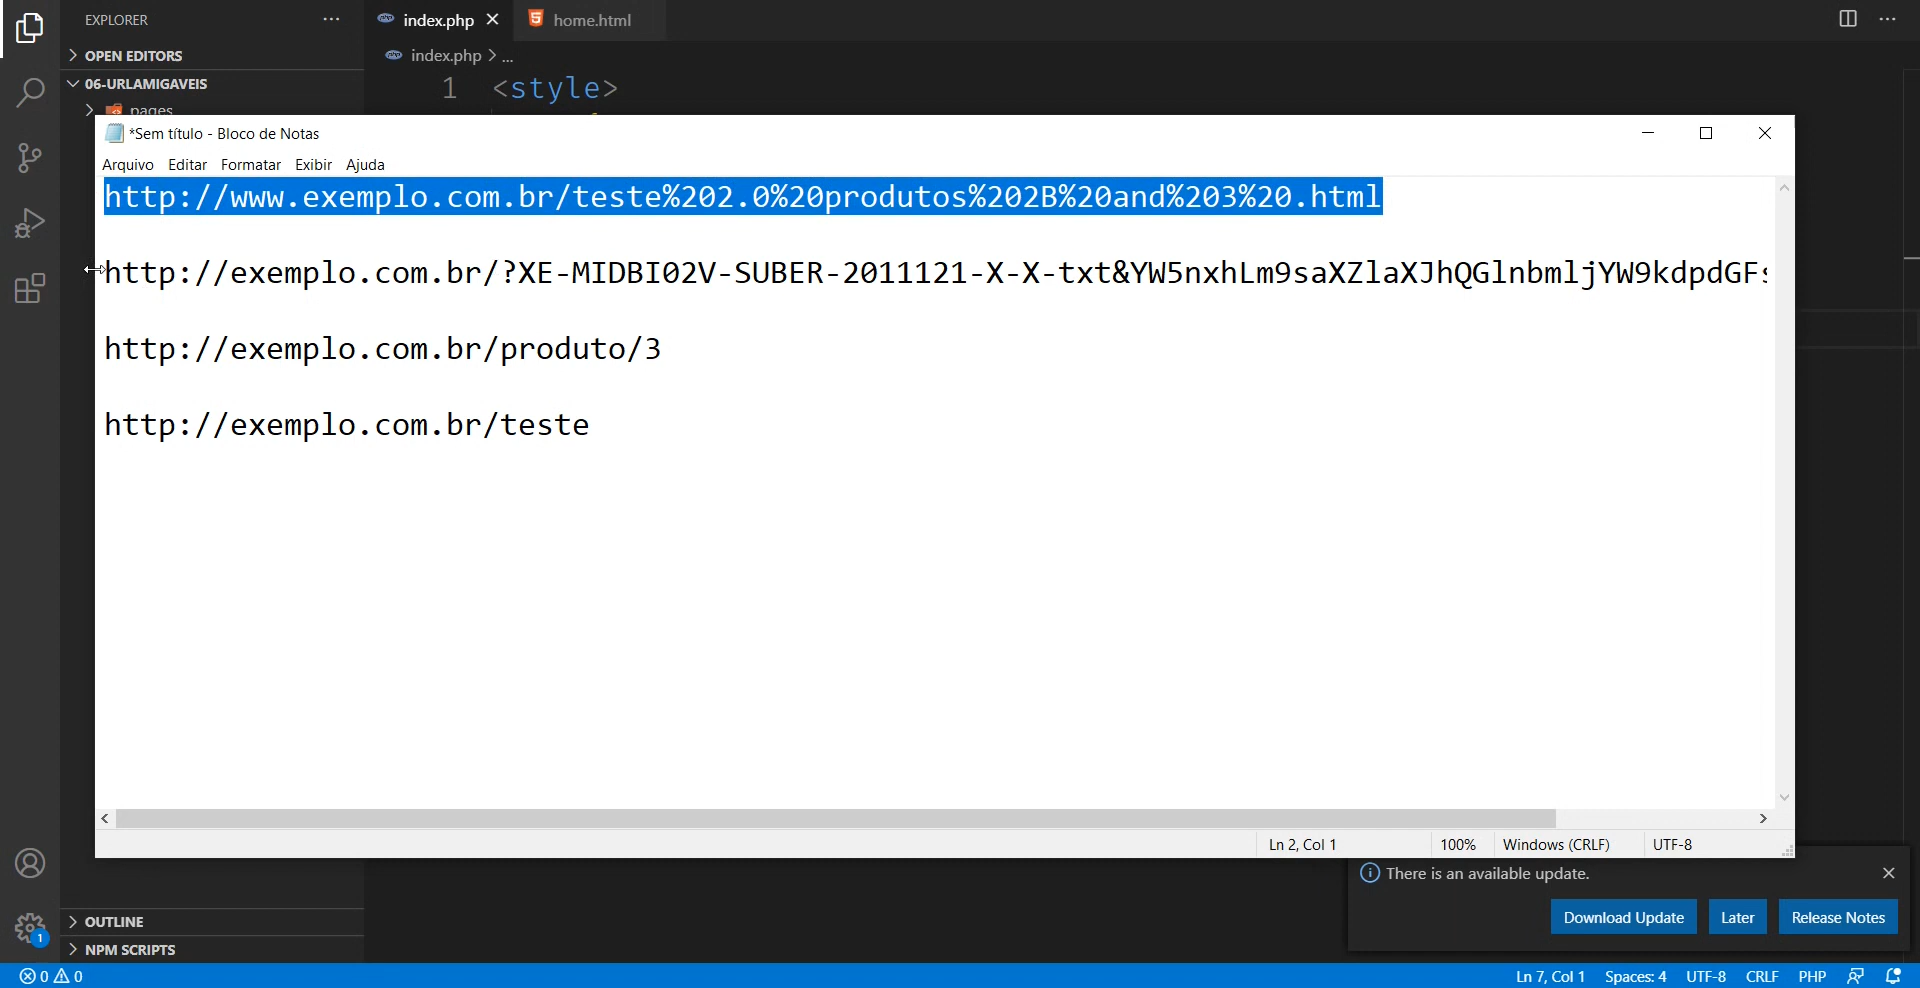 EXPLORER
index.php
home.html
OPEN EDITORS
index.php > ...
06-URLAMIGAVEIS
1 <style>
pages
*Sem título - Bloco de Notas
Arquivo Editar Formatar Exibir Ajuda
http://www.exemplo.com.br/teste%202.0%20produtos%202B%20and%203%20.html
http://exemplo.com.br/?XE-MIDBI02V-SUBER-2011121-X-X-txt&YW5nxhLm9saXZlaXJhQGlnbmljYW9kdpdGFs
http://exemplo.com.br/produto/3
http://exemplo.com.br/teste
Ln 2, Col 1
100%
Windows (CRLF)
UTF-8
There is an available update.
Download Update
Later
Release Notes
OUTLINE
1
NPM SCRIPTS
0 0
Ln 7, Col 1
Spaces: 4
UTF-8
CRLF
PHP